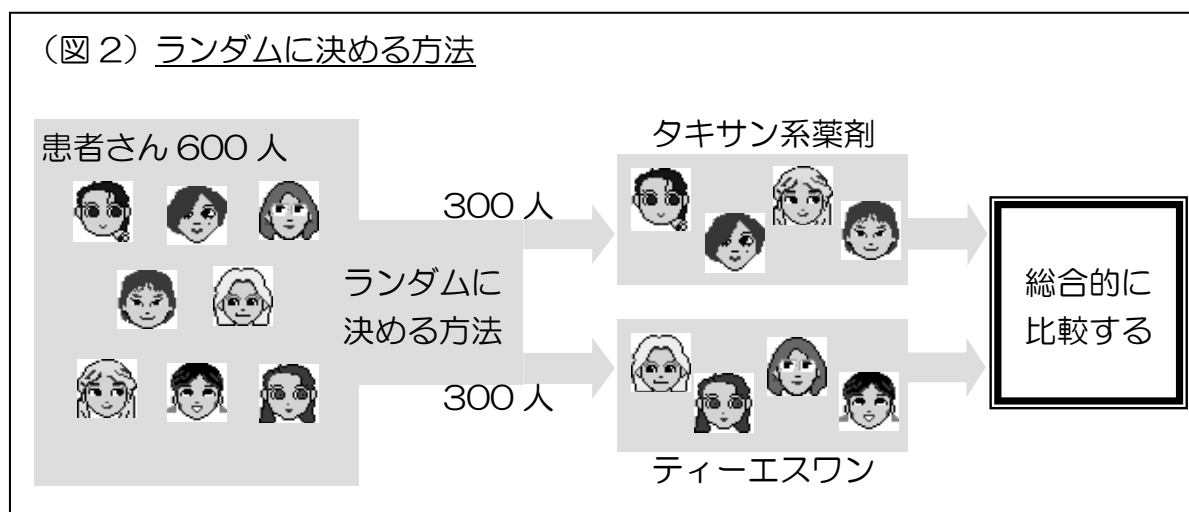 （図２）ランダムに決める方法
患者さん 600 人
300 人
ランダムに
決める方法
300 人
タキサン系薬剤
ティーエスワン
総合的に
比較する